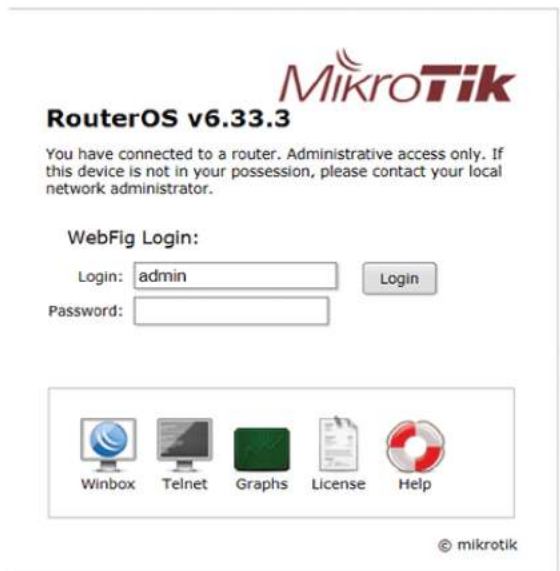 MikroTik
RouterOS v6.33.3
You have connected to a router. Administrative access only. If
this device is not in your possession, please contact your local
network administrator.
WebFig Login:
Login: admin Login
Password:
Winbox Telnet Graphs License Help
© mikrotik